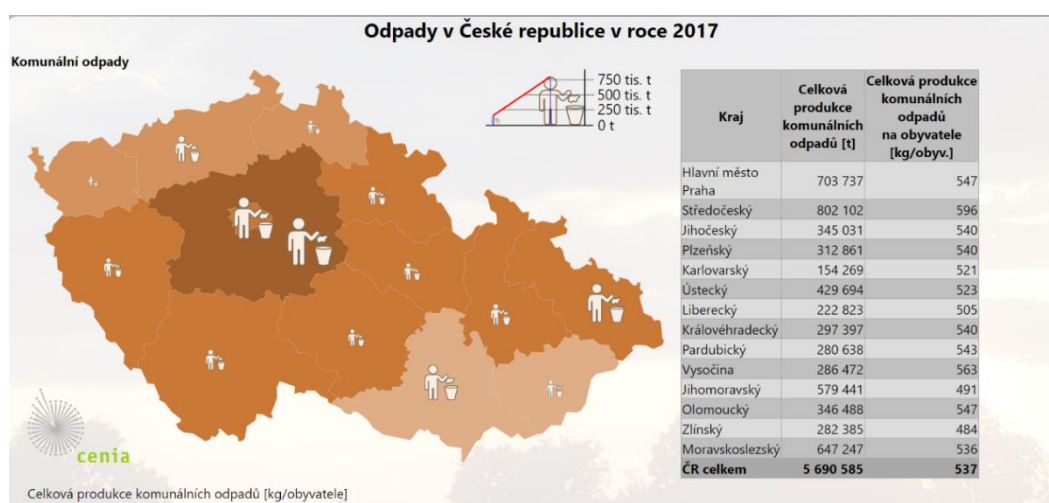 Odpady v České republice v roce 2017
Komunální odpady
750 tis. t
500 tis. t
250 tis. t
0 t
Kraj
Celková
produkce
komunálních
odpadů [t]
Celková produkce
komunálních
odpadů
na obyvatele
[kg/obyv.]
Hlavní město
Praha 703 737 547
Středočeský 802 102 596
Jihočeský 345 031 540
Plzeňský 312 861 540
Karlovarský 154 269 521
Ústecký 429 694 523
Liberecký 222 823 505
Královéhradecký 297 397 540
Pardubický 280 638 543
Vysočina 286 472 563
Jihomoravský 579 441 491
Olomoucký 346 488 547
Zlínský 282 385 484
Moravskoslezský 647 247 536
ČR celkem 5 690 585 537
cenia
Celková produkce komunálních odpadů [kg/obyvatele]